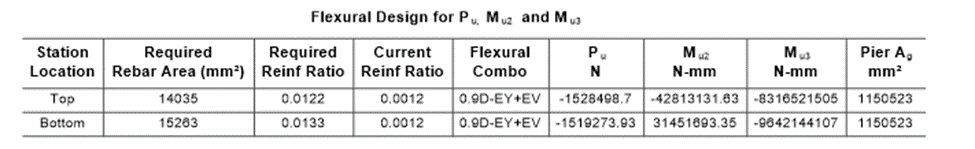 Flexural Design for Pu, Mu2 and Mu3
Station Location | Required Rebar Area (mm²) | Required Reinf Ratio | Current Reinf Ratio | Flexural Combo | Pu N | Mu2 N-mm | Mu3 N-mm | Pier Ag mm²
Top | 14035 | 0.0122 | 0.0012 | 0.9D-EY+EV | -1528498.7 | -42813131.63 | -8316521505 | 1150523
Bottom | 15263 | 0.0133 | 0.0012 | 0.9D-EY+EV | -1519273.93 | 31451693.35 | -9642144107 | 1150523